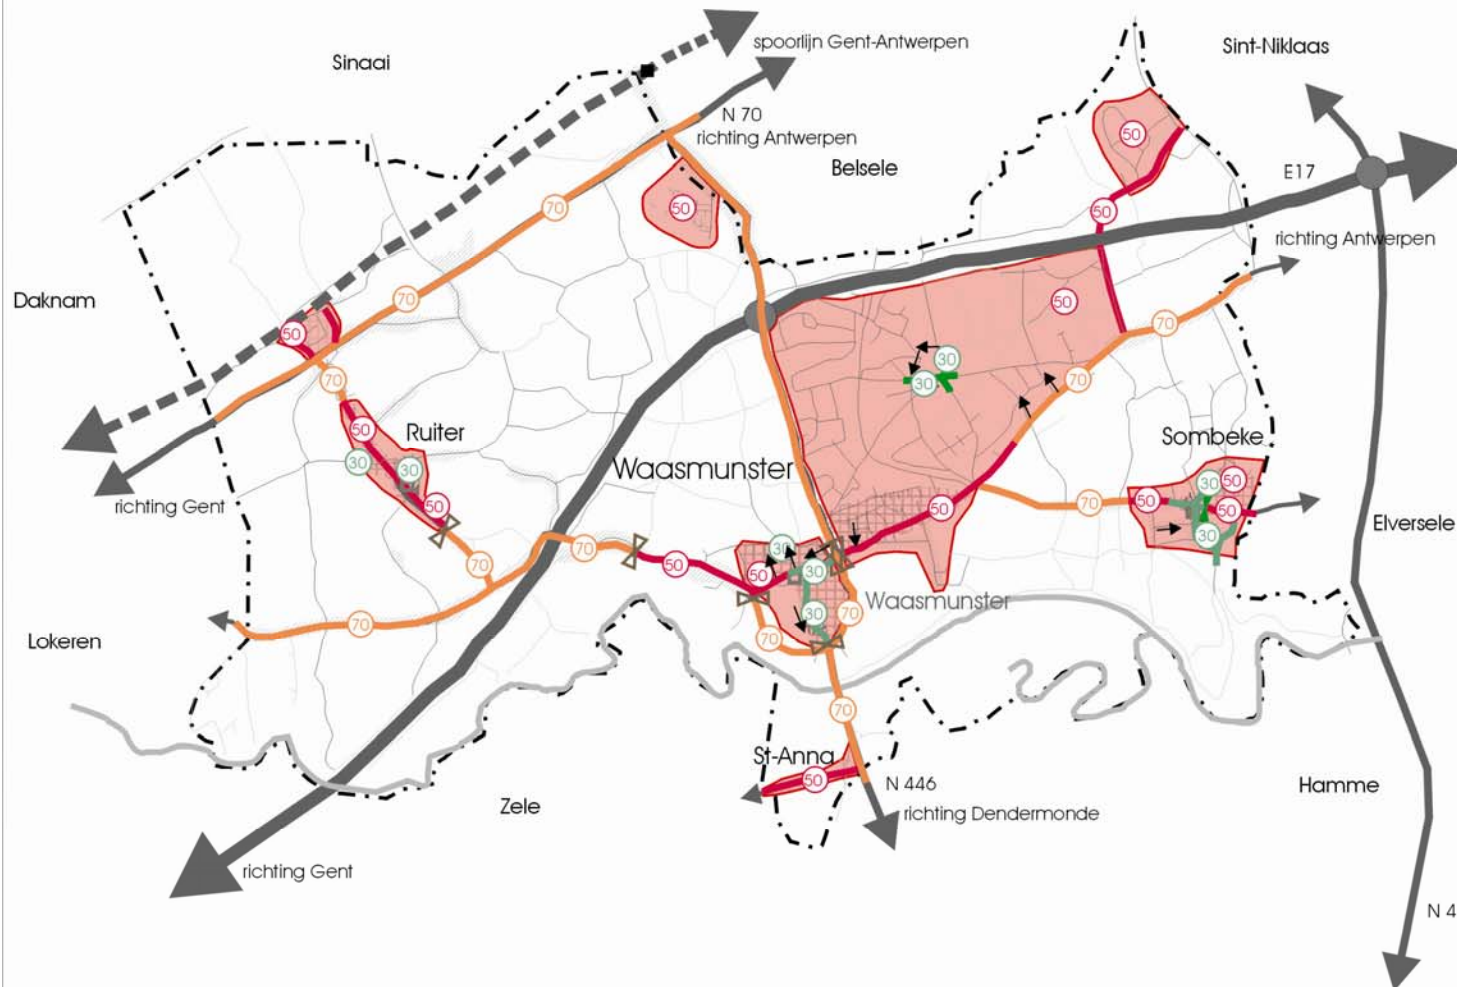 Sinaai
spoorlijn Gent-Antwerpen
Sint-Niklaas
N 70
richting Antwerpen
50
Belsele
E17
50
70
50
richting Antwerpen
Daknam
70
50
50
70
30
70
30
70
50
Ruiter
Sombeke
30
30
Waasmunster
30
50
50
50
50
70
50
richting Gent
Elversele
30
30
70
70
50
50
30
Waasmunster
30
70
70
70
Lokeren
70
St-Anna
50
N 446
Hamme
Zele
richting Dendermonde
richting Gent
N 4